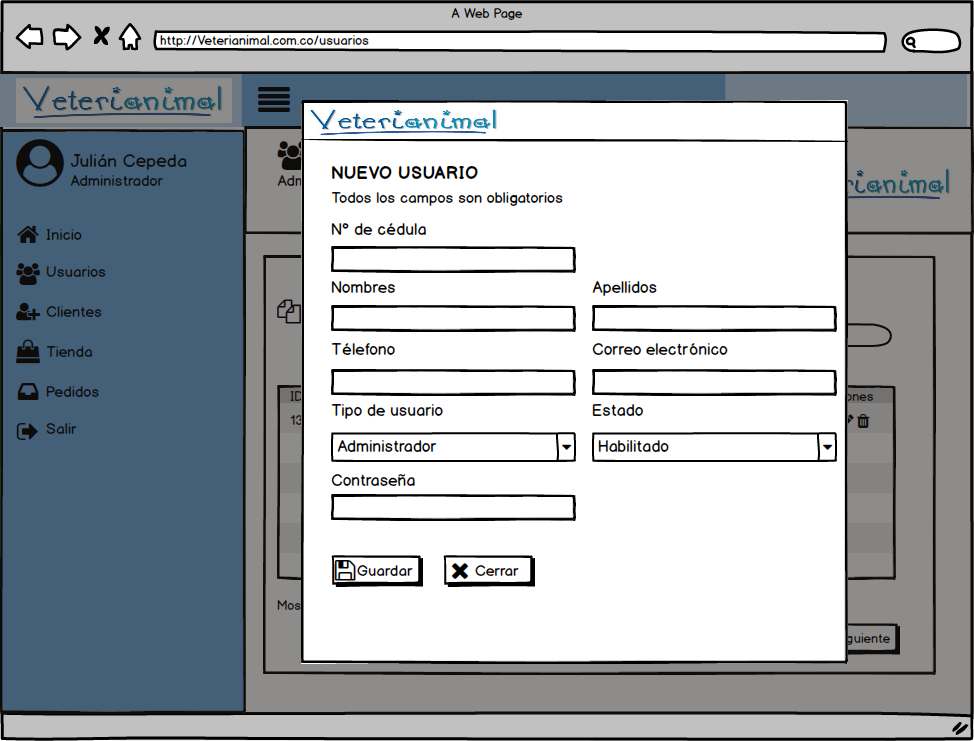 A Web Page
http://Veterianimal.com.co/usuarios
Veterianimal
Julián Cepeda
Administrador
Inicio
Usuarios
Clientes
Tienda
Pedidos
Salir
Veterianimal
NUEVO USUARIO
Todos los campos son obligatorios
N° de cédula
Nombres Apellidos
Télefono Correo electrónico
Tipo de usuario Estado
Administrador Habilitado
Contraseña
Guardar Cerrar
Adm
rianimal
ID ones
13
Mos
guiente